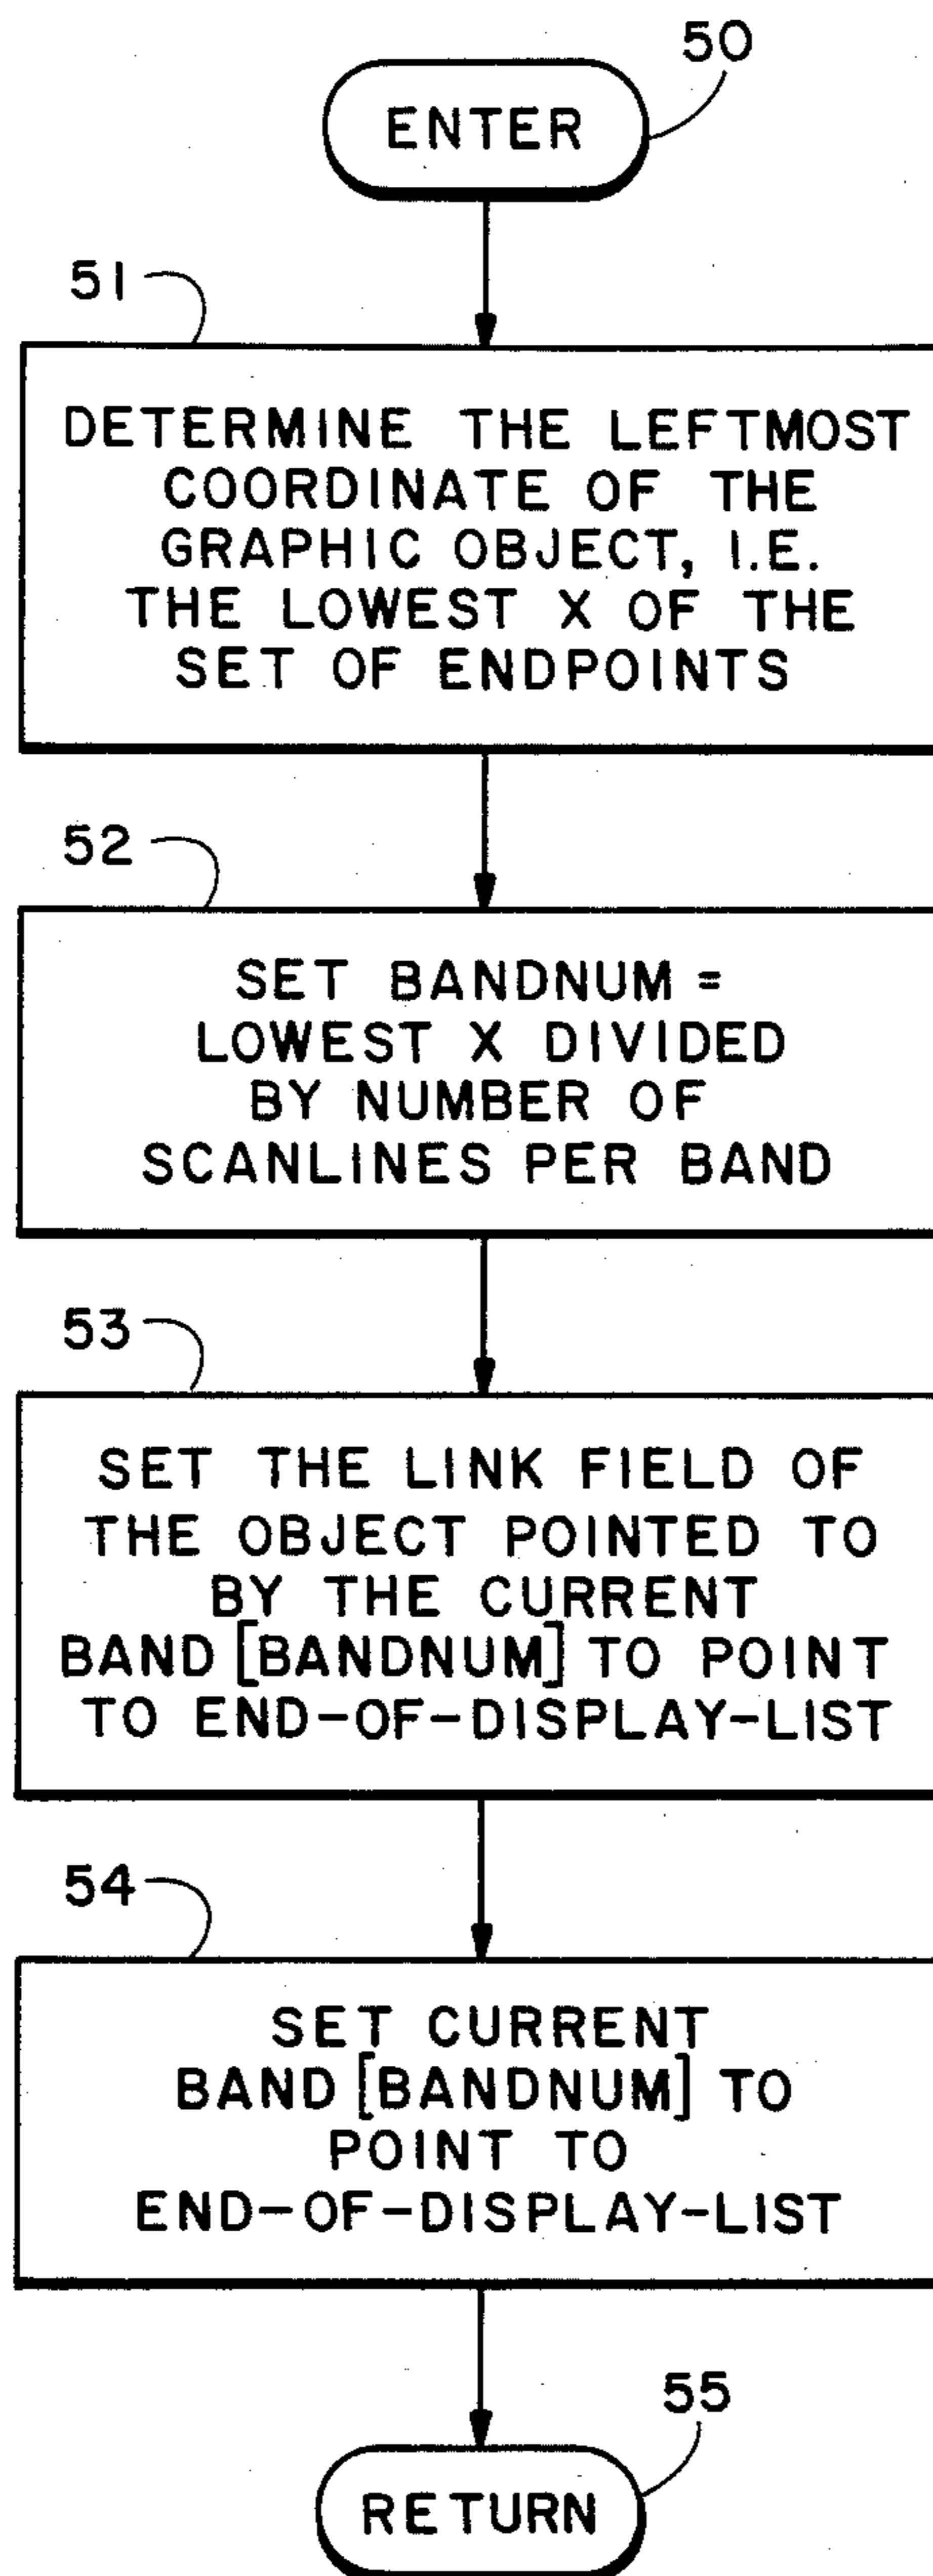 50
ENTER
51
DETERMINE THE LEFTMOST
COORDINATE OF THE
GRAPHIC OBJECT, I.E.
THE LOWEST X OF THE
SET OF ENDPOINTS
52
SET BANDNUM =
LOWEST X DIVIDED
BY NUMBER OF
SCANLINES PER BAND
53
SET THE LINK FIELD OF
THE OBJECT POINTED TO
BY THE CURRENT
BAND [BANDNUM] TO POINT
TO END-OF-DISPLAY-LIST
54
SET CURRENT
BAND [BANDNUM] TO
POINT TO
END-OF-DISPLAY-LIST
55
RETURN